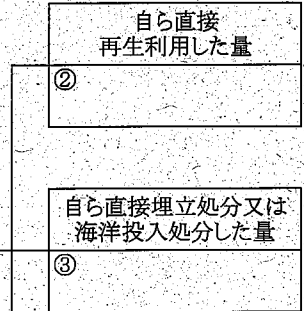 自ら直接
再生利用した量
②
自ら直接埋立処分又は
海洋投入処分した量
③